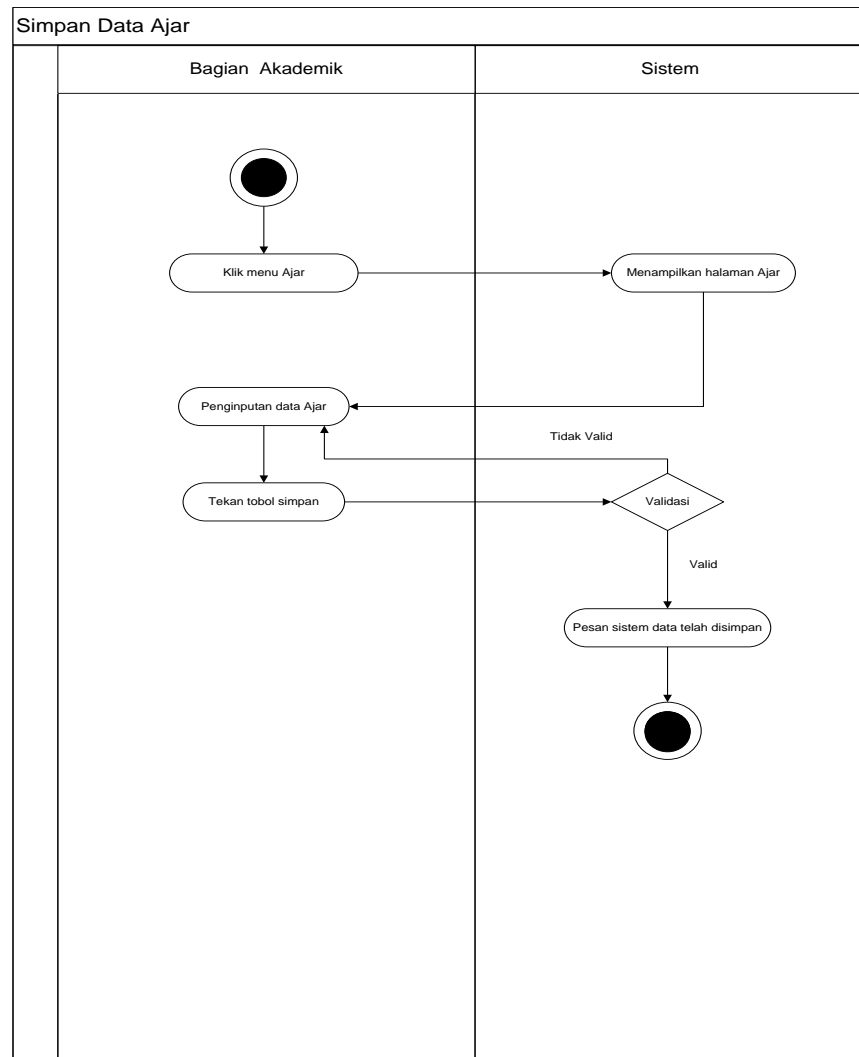 Simpan Data Ajar
Bagian Akademik
Sistem
Klik menu Ajar
Menampilkan halaman Ajar
Penginputan data Ajar
Tidak Valid
Tekan tobol simpan
Validasi
Valid
Pesan sistem data telah disimpan